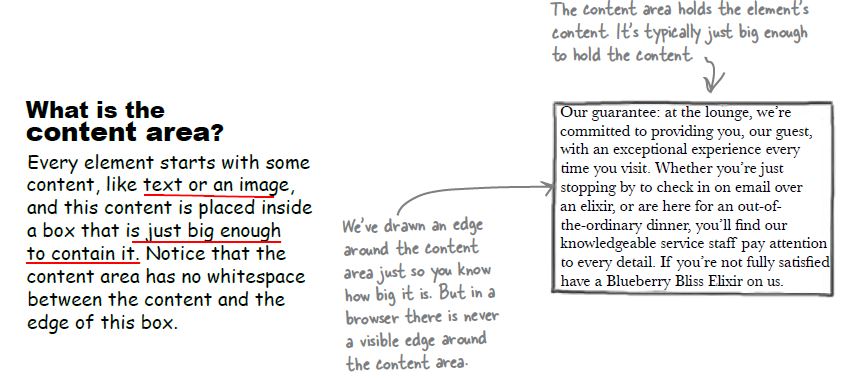 The content area holds the element's
content. It's typically just big enough
to hold the content.
What is the
content area?
Every element starts with some
content, like text or an image,
and this content is placed inside
a box that is just big enough
to contain it. Notice that the
content area has no whitespace
between the content and the
edge of this box.
We've drawn an edge
around the content
area just so you know
how big it is. But in a
browser there is never
a visible edge around
the content area.
Our guarantee: at the lounge, we're
committed to providing you, our guest,
with an exceptional experience every
time you visit. Whether you're just
stopping by to check in on email over
an elixir, or are here for an out-of-
the-ordinary dinner, you'll find our
knowledgeable service staff pay attention
to every detail. If you're not fully satisfied
have a Blueberry Bliss Elixir on us.